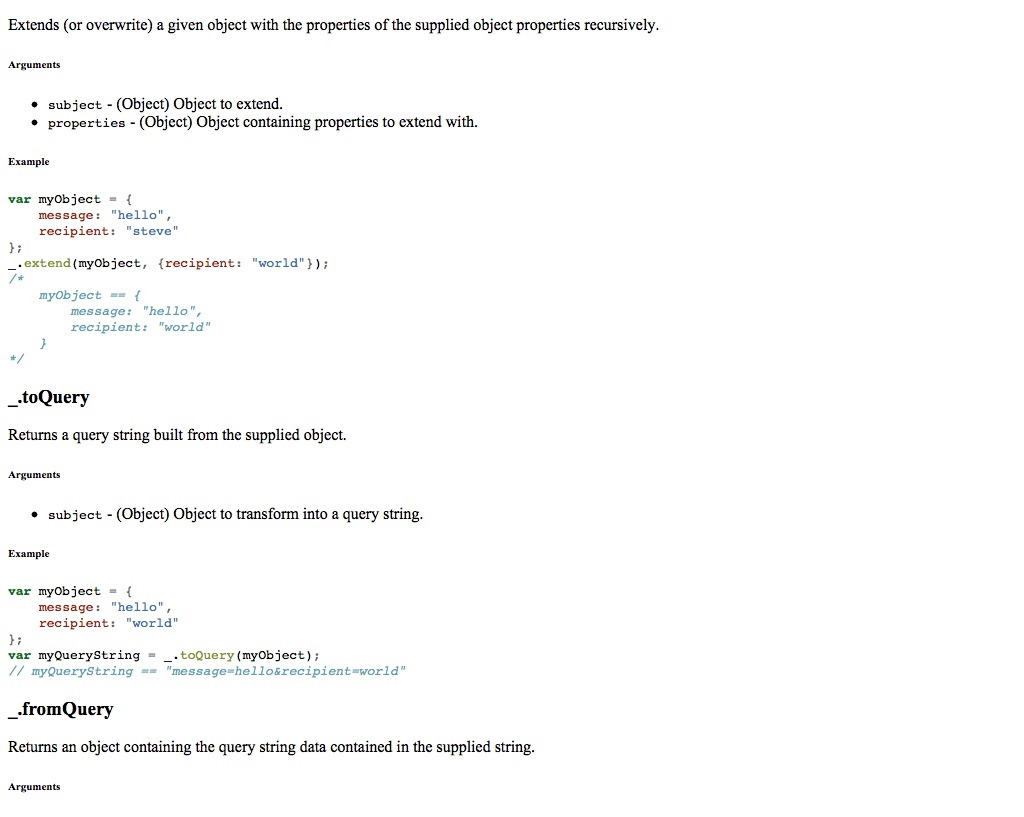 Extends (or overwrite) a given object with the properties of the supplied object properties recursively.
Arguments
• subject - (Object) Object to extend.
• properties - (Object) Object containing properties to extend with.
Example
var myObject = {
    message: "hello",
    recipient: "steve"
};
_.extend(myObject, {recipient: "world"});
/*
    myObject == {
        message: "hello",
        recipient: "world"
    }
*/
_.toQuery
Returns a query string built from the supplied object.
Arguments
• subject - (Object) Object to transform into a query string.
Example
var myObject = {
    message: "hello",
    recipient: "world"
};
var myQueryString = _.toQuery(myObject);
// myQueryString == "message=hello&recipient=world"
_.fromQuery
Returns an object containing the query string data contained in the supplied string.
Arguments